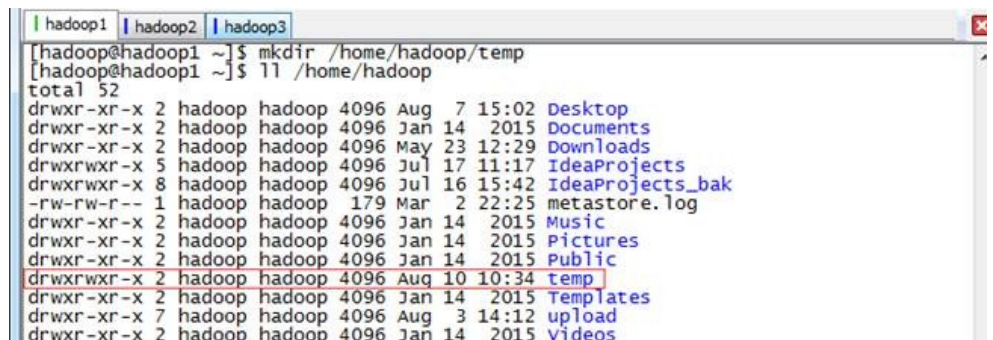 hadoop1 hadoop2 hadoop3
[hadoop@hadoop1 ~]$ mkdir /home/hadoop/temp
[hadoop@hadoop1 ~]$ ll /home/hadoop
total 52
drwxr-xr-x 2 hadoop hadoop 4096 Aug  7 15:02 Desktop
drwxr-xr-x 2 hadoop hadoop 4096 Jan 14  2015 Documents
drwxr-xr-x 2 hadoop hadoop 4096 May 23 12:29 Downloads
drwxrwxr-x 5 hadoop hadoop 4096 Jul 17 11:17 IdeaProjects
drwxrwxr-x 8 hadoop hadoop 4096 Jul 16 15:42 IdeaProjects_bak
-rw-rw-r-- 1 hadoop hadoop  179 Mar  2 22:25 metastore.log
drwxr-xr-x 2 hadoop hadoop 4096 Jan 14  2015 Music
drwxr-xr-x 2 hadoop hadoop 4096 Jan 14  2015 Pictures
drwxr-xr-x 2 hadoop hadoop 4096 Jan 14  2015 Public
drwxrwxr-x 2 hadoop hadoop 4096 Aug 10 10:34 temp
drwxr-xr-x 2 hadoop hadoop 4096 Jan 14  2015 Templates
drwxr-xr-x 7 hadoop hadoop 4096 Aug  3 14:12 upload
drwxr-xr-x 2 hadoop hadoop 4096 Jan 14  2015 Videos